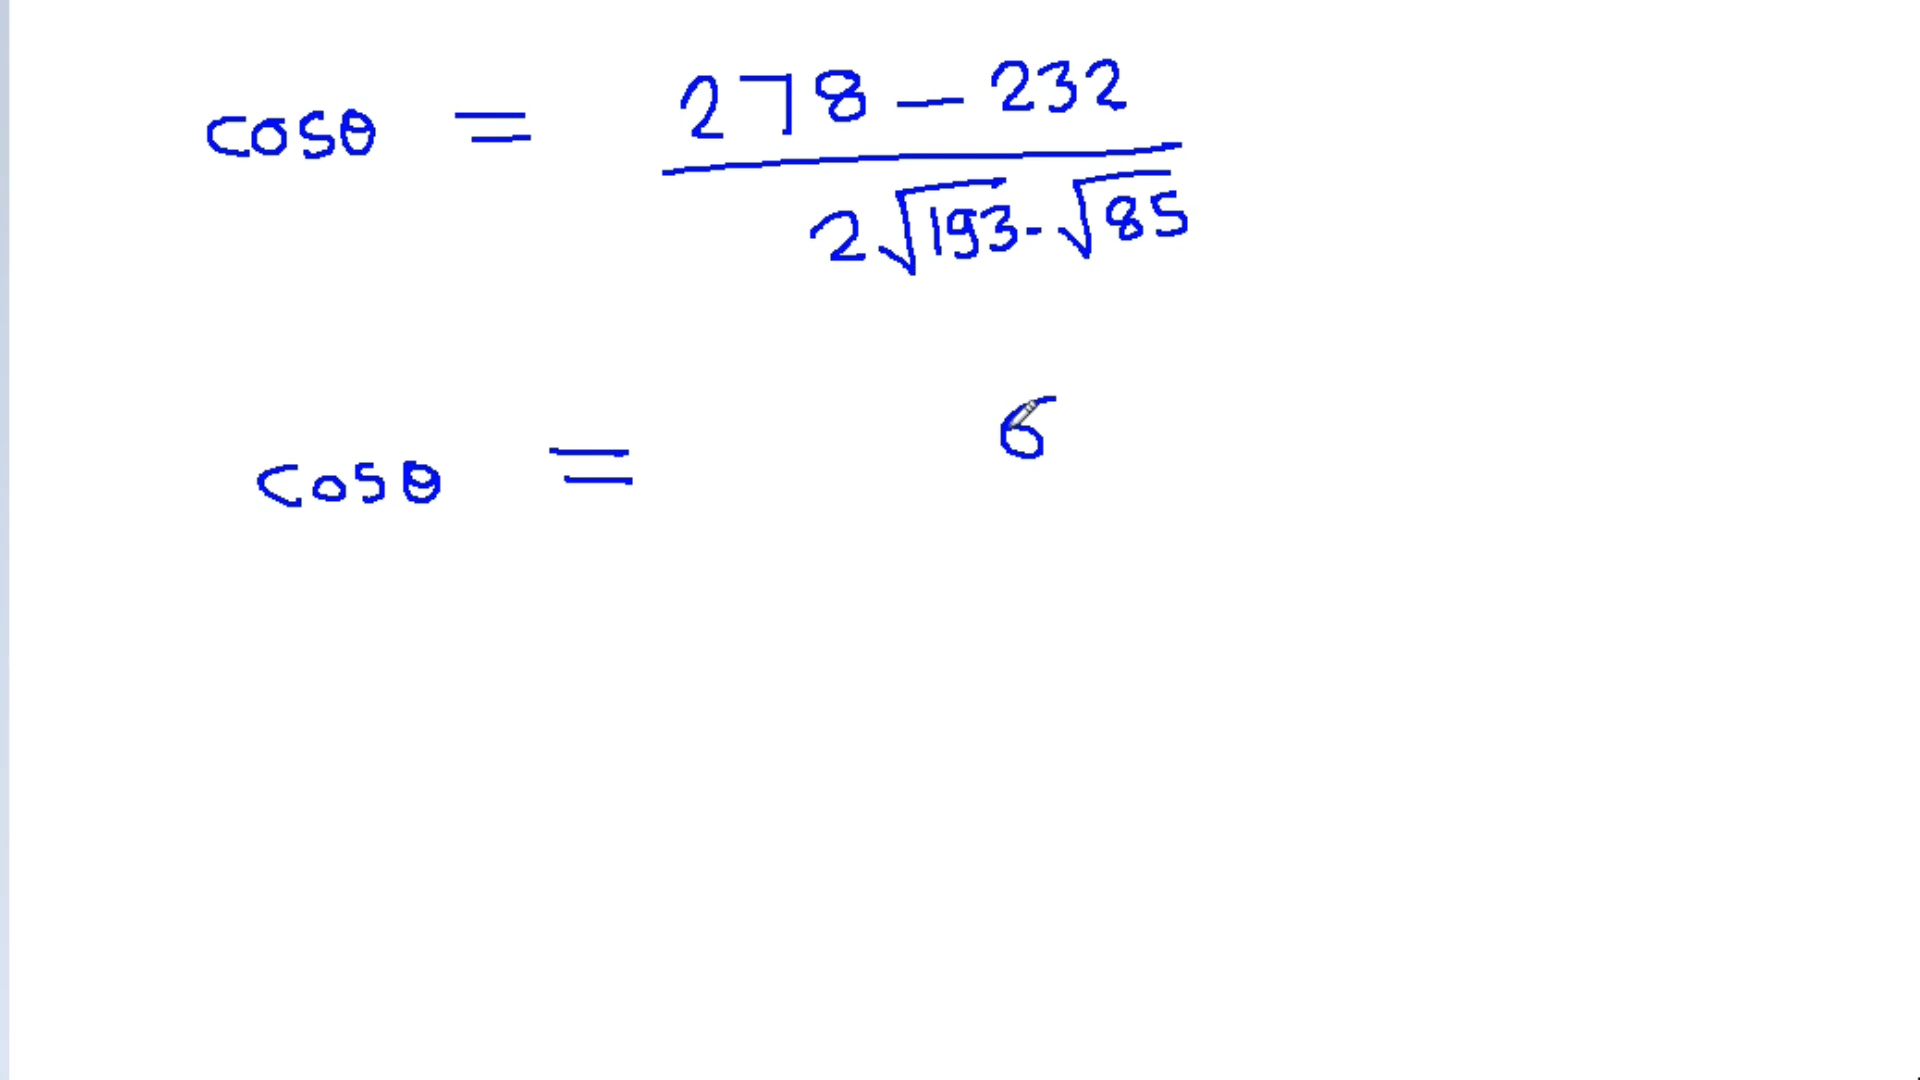 cosθ = 278 − 232 / 2√193 · √85
cosθ = 6